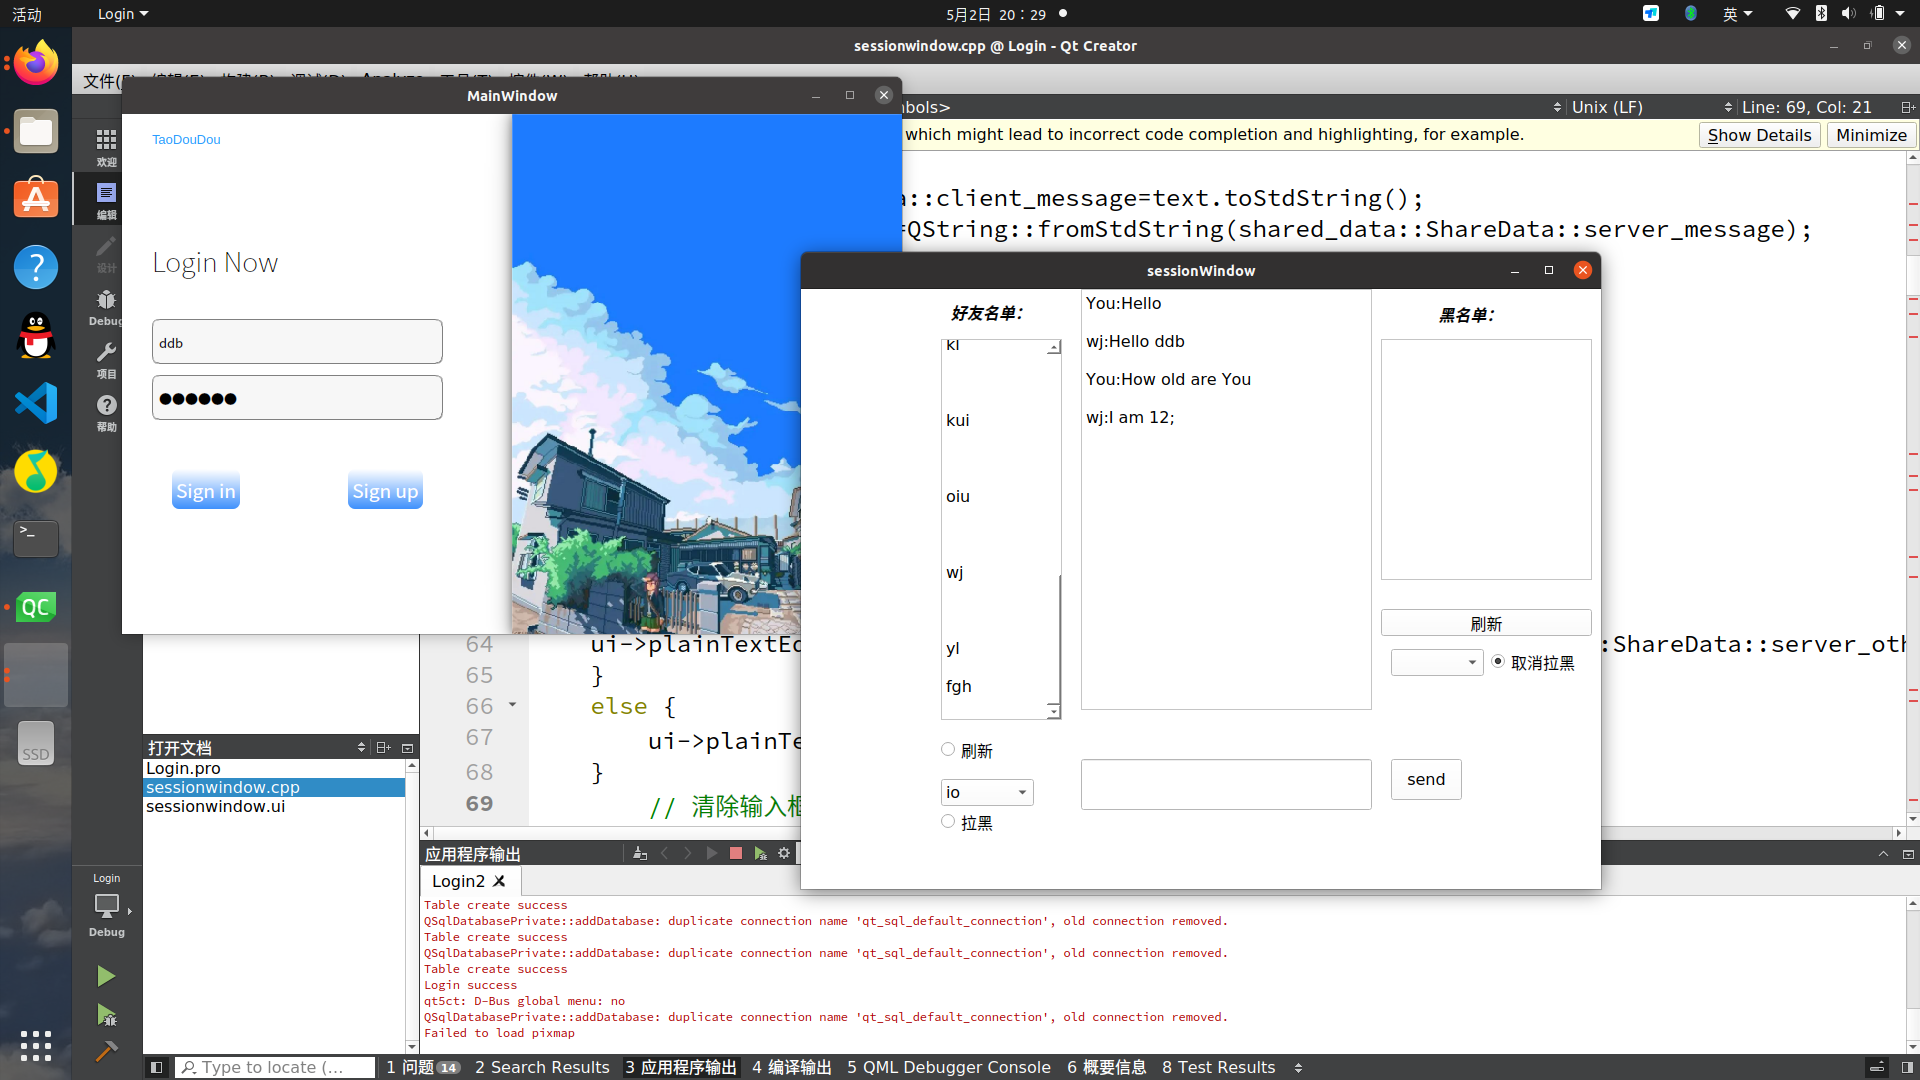 活动
Login
5月2日 20：29
英
sessionwindow.cpp @ Login - Qt Creator
MainWindow
TaoDouDou
Login Now
ddb
●●●●●●
Sign in
Sign up
欢迎
编辑
设计
Debug
项目
帮助
Unix (LF)
Line: 69, Col: 21
which might lead to incorrect code completion and highlighting, for example.
Show Details
Minimize
::client_message=text.toStdString();
=QString::fromStdString(shared_data::ShareData::server_message);
sessionWindow
好友名单：
kl
kui
oiu
wj
yl
fgh
刷新
io
拉黑
You:Hello
wj:Hello ddb
You:How old are You
wj:I am 12;
send
黑名单：
刷新
取消拉黑
64 ui->plainTextEd
:ShareData::server_oth
65 }
66 else {
67 ui->plainTe
68 }
69 // 清除输入框
打开文档
Login.pro
sessionwindow.cpp
sessionwindow.ui
应用程序输出
Login2
Table create success
QSqlDatabasePrivate::addDatabase: duplicate connection name 'qt_sql_default_connection', old connection removed.
Table create success
QSqlDatabasePrivate::addDatabase: duplicate connection name 'qt_sql_default_connection', old connection removed.
Table create success
Login success
qt5ct: D-Bus global menu: no
QSqlDatabasePrivate::addDatabase: duplicate connection name 'qt_sql_default_connection', old connection removed.
Failed to load pixmap
Login
Debug
QC
SSD
Type to locate (...
1 问题 14
2 Search Results
3 应用程序输出
4 编译输出
5 QML Debugger Console
6 概要信息
8 Test Results